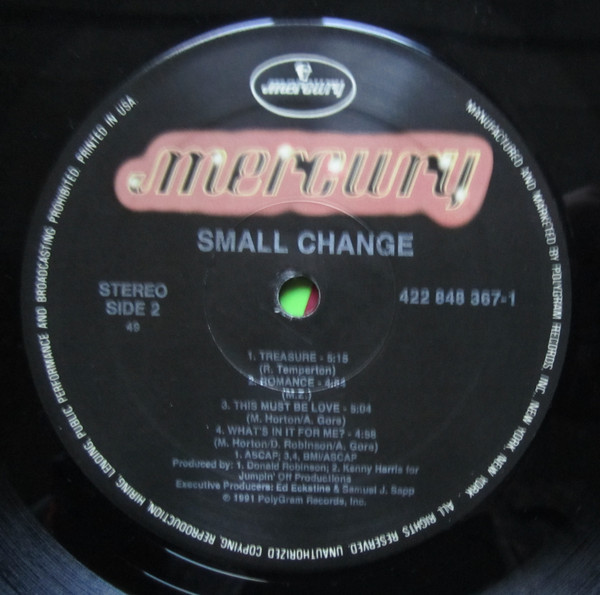 mercury
mercury
SMALL CHANGE
STEREO
SIDE 2
49
422 848 367-1
1. TREASURE - 5:15
(R. Temperton)
2. ROMANCE -
(M.Z.)
3. THIS MUST BE LOVE - 5:04
(M. Horton/A. Gore)
4. WHAT'S IN IT FOR ME? - 4:58
(M. Horton/D. Robinson/A. Gore)
1. ASCAP; 3,4, BMI/ASCAP
Produced by: 1. Donald Robinson; 2. Kenny Harris for
Jumpin' Off Productions
Executive Producers: Ed Eckstine & Samuel J. Sapp
℗ 1991 PolyGram Records, Inc.
MANUFACTURED AND MARKETED BY POLYGRAM RECORDS, INC. NEW YORK, NEW YORK · ALL RIGHTS RESERVED. UNAUTHORIZED COPYING, REPRODUCTION, HIRING, LENDING, PUBLIC PERFORMANCE AND BROADCASTING PROHIBITED. PRINTED IN USA.